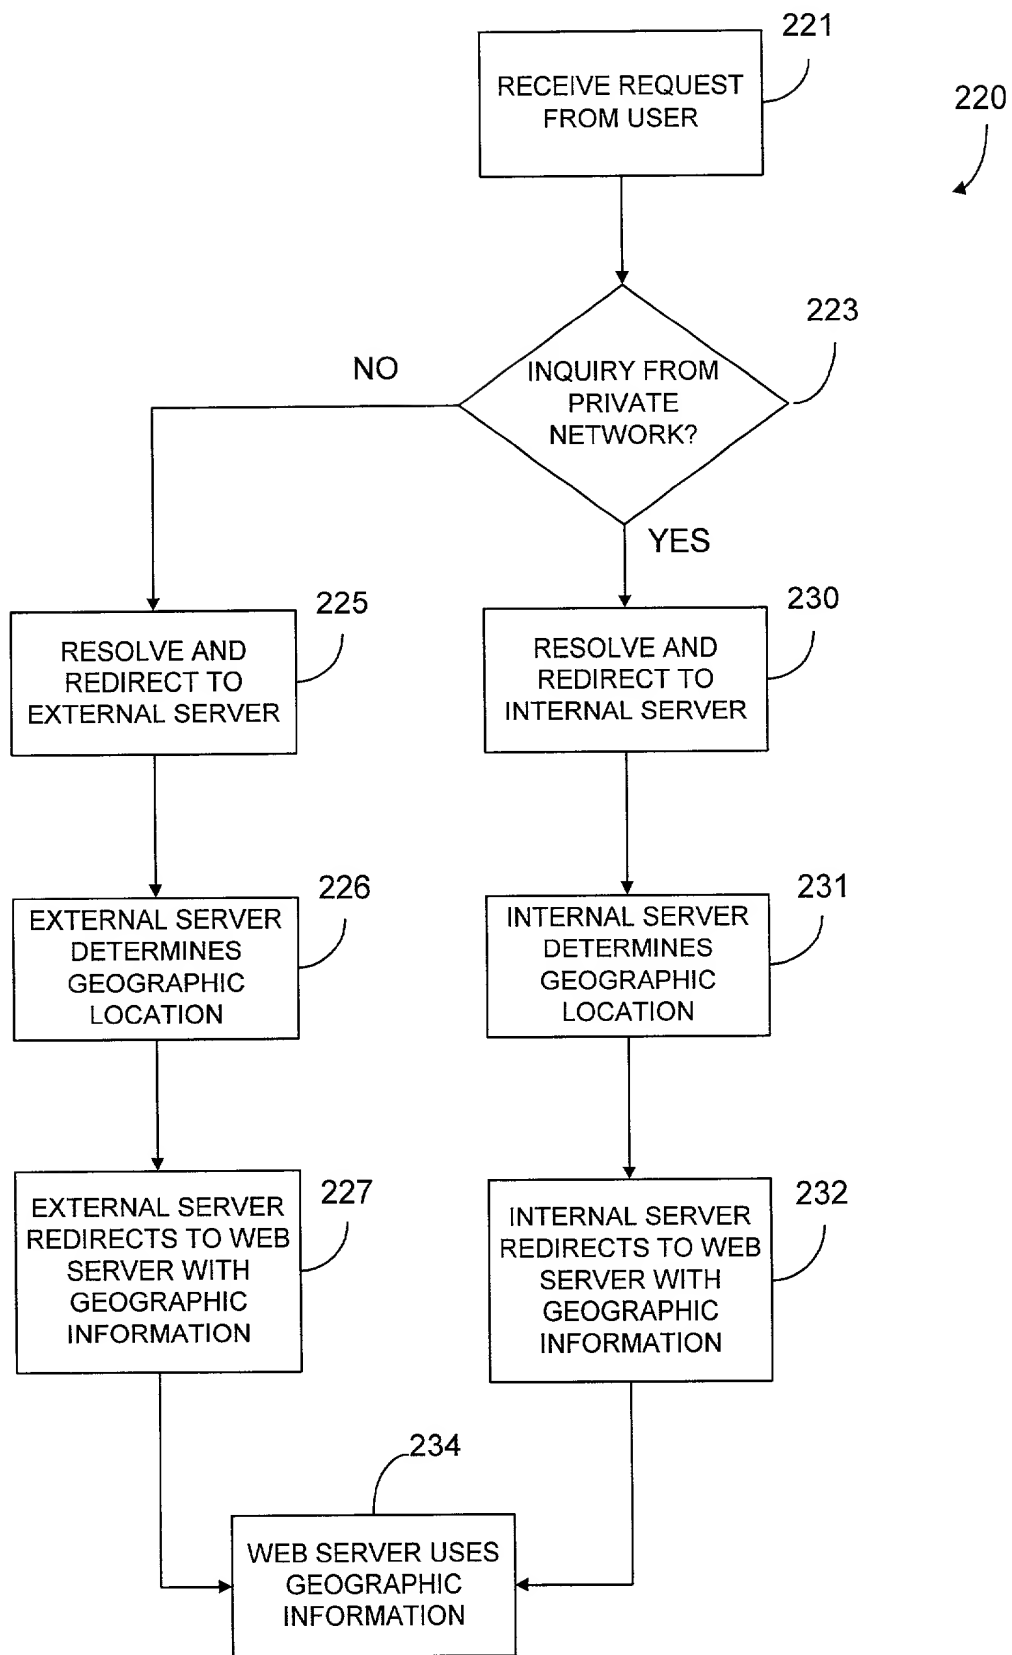 221
RECEIVE REQUEST
FROM USER
220
223
INQUIRY FROM
PRIVATE
NETWORK?
NO
YES
225
RESOLVE AND
REDIRECT TO
EXTERNAL SERVER
230
RESOLVE AND
REDIRECT TO
INTERNAL SERVER
226
EXTERNAL SERVER
DETERMINES
GEOGRAPHIC
LOCATION
231
INTERNAL SERVER
DETERMINES
GEOGRAPHIC
LOCATION
227
EXTERNAL SERVER
REDIRECTS TO WEB
SERVER WITH
GEOGRAPHIC
INFORMATION
232
INTERNAL SERVER
REDIRECTS TO WEB
SERVER WITH
GEOGRAPHIC
INFORMATION
234
WEB SERVER USES
GEOGRAPHIC
INFORMATION